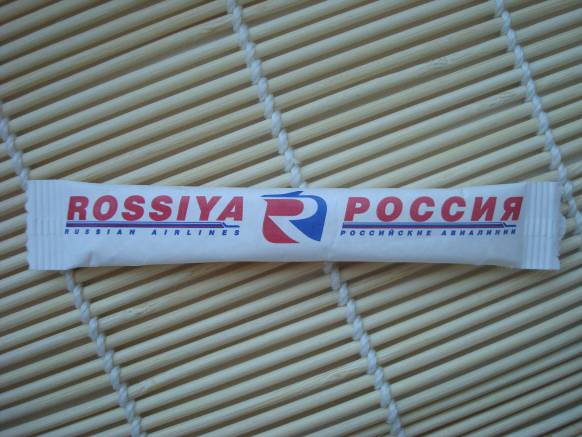 ROSSIYA
RUSSIAN AIRLINES
R
РОССИЯ
РОССИЙСКИЕ АВИАЛИНИИ